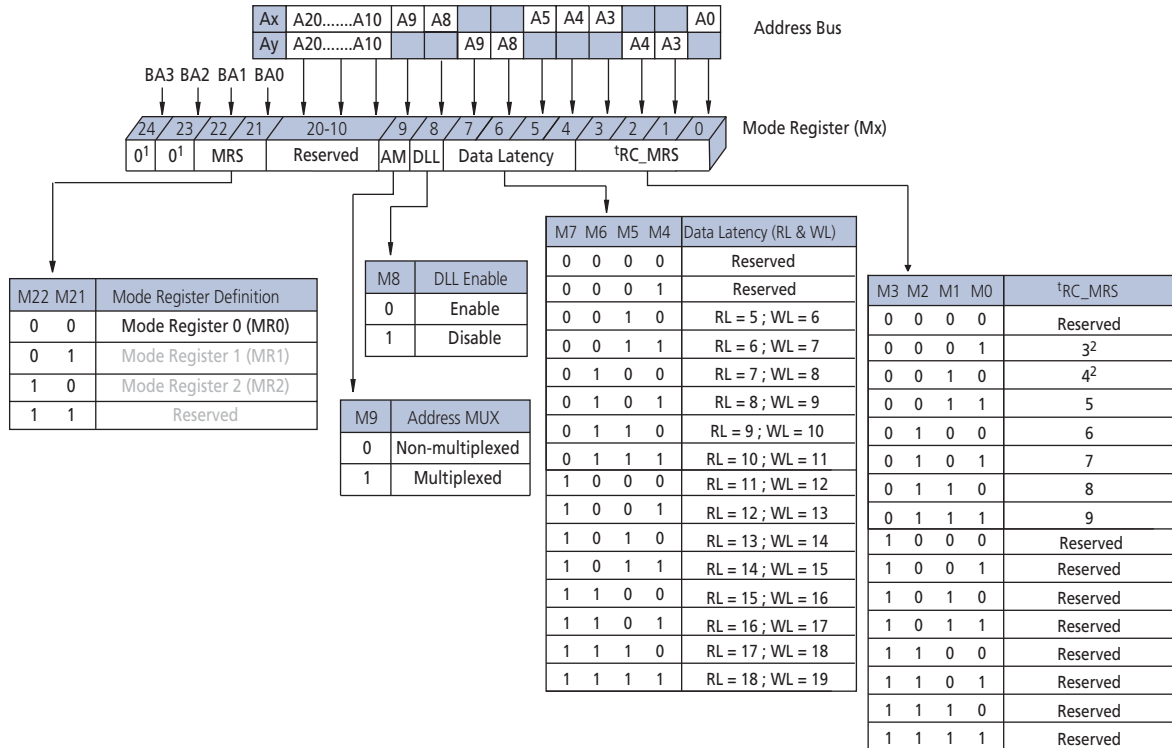 Ax A20.......A10 A9 A8 A5 A4 A3 A0
Ay A20.......A10 A9 A8 A4 A3
Address Bus
BA3 BA2 BA1 BA0
24 23 22 21 20-10 9 8 7 6 5 4 3 2 1 0
Mode Register (Mx)
0¹ 0¹ MRS Reserved AM DLL Data Latency ᵗRC_MRS
M22 M21 Mode Register Definition
0 0 Mode Register 0 (MR0)
0 1 Mode Register 1 (MR1)
1 0 Mode Register 2 (MR2)
1 1 Reserved
M8 DLL Enable
0 Enable
1 Disable
M9 Address MUX
0 Non-multiplexed
1 Multiplexed
M7 M6 M5 M4 Data Latency (RL & WL)
0 0 0 0 Reserved
0 0 0 1 Reserved
0 0 1 0 RL = 5 ; WL = 6
0 0 1 1 RL = 6 ; WL = 7
0 1 0 0 RL = 7 ; WL = 8
0 1 0 1 RL = 8 ; WL = 9
0 1 1 0 RL = 9 ; WL = 10
0 1 1 1 RL = 10 ; WL = 11
1 0 0 0 RL = 11 ; WL = 12
1 0 0 1 RL = 12 ; WL = 13
1 0 1 0 RL = 13 ; WL = 14
1 0 1 1 RL = 14 ; WL = 15
1 1 0 0 RL = 15 ; WL = 16
1 1 0 1 RL = 16 ; WL = 17
1 1 1 0 RL = 17 ; WL = 18
1 1 1 1 RL = 18 ; WL = 19
M3 M2 M1 M0 ᵗRC_MRS
0 0 0 0 Reserved
0 0 0 1 3²
0 0 1 0 4²
0 0 1 1 5
0 1 0 0 6
0 1 0 1 7
0 1 1 0 8
0 1 1 1 9
1 0 0 0 Reserved
1 0 0 1 Reserved
1 0 1 0 Reserved
1 0 1 1 Reserved
1 1 0 0 Reserved
1 1 0 1 Reserved
1 1 1 0 Reserved
1 1 1 1 Reserved